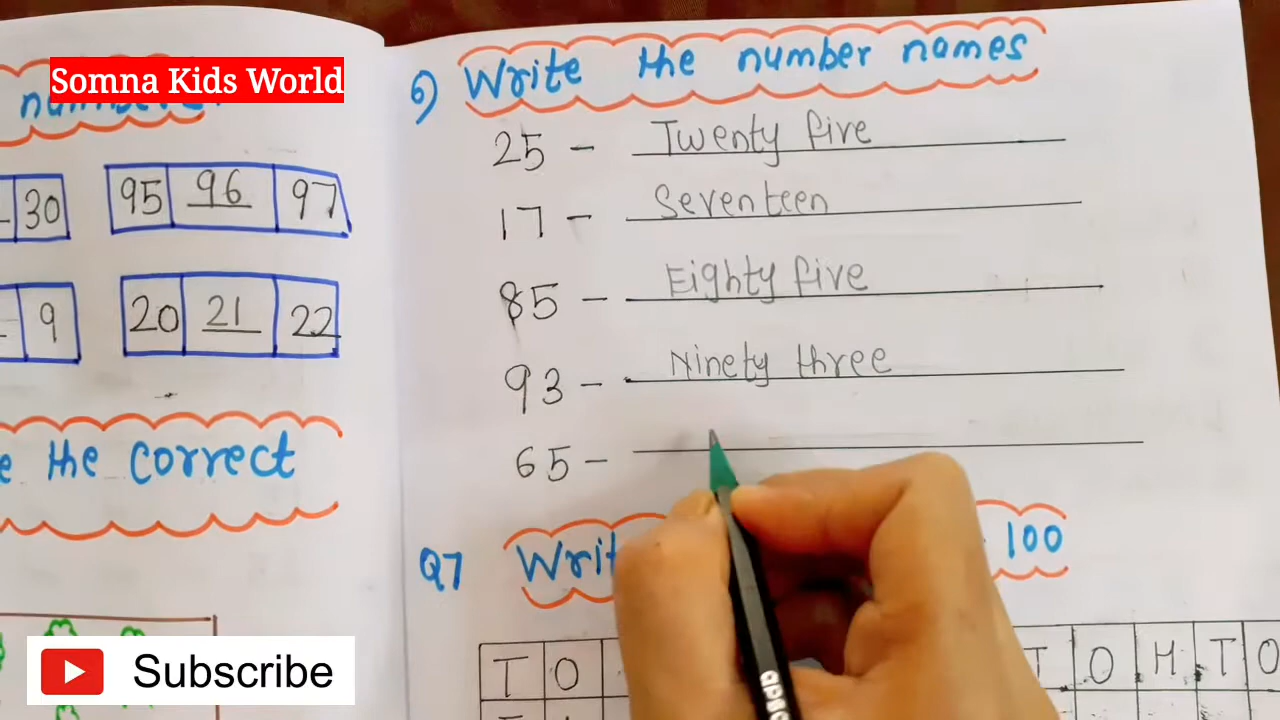 Somna Kids World
30 95 96 97
9 20 21 22
the correct
6) Write the number names
25 - Twenty five
17 - Seventeen
85 - Eighty five
93 - Ninety three
65 -
Q7 100
T O T O H T O
Subscribe
apsa